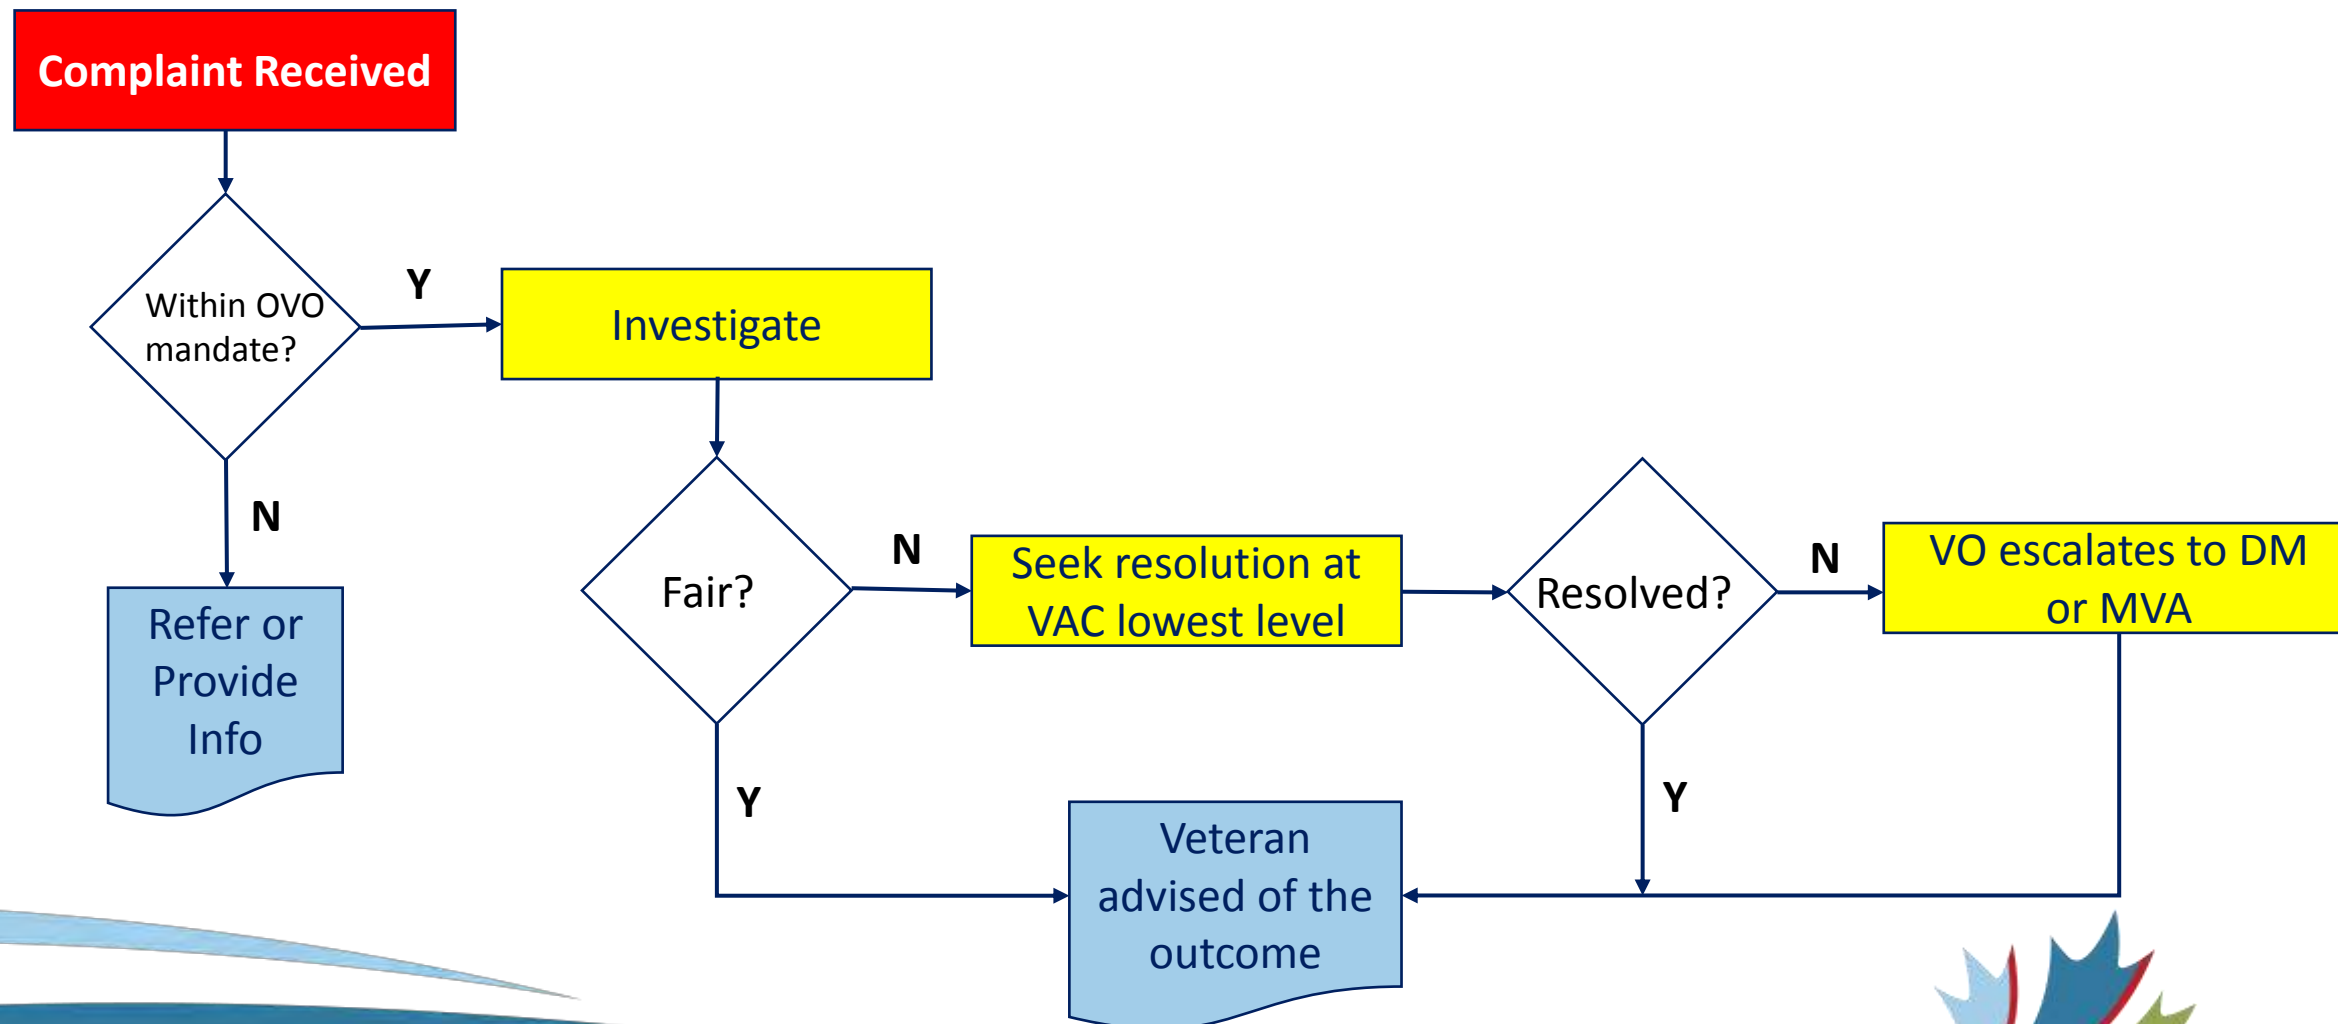 Complaint Received
Within OVO
mandate?
Y
Investigate
N
Refer or
Provide
Info
Fair?
N
Seek resolution at
VAC lowest level
Resolved?
N
VO escalates to DM
or MVA
Y
Y
Veteran
advised of the
outcome